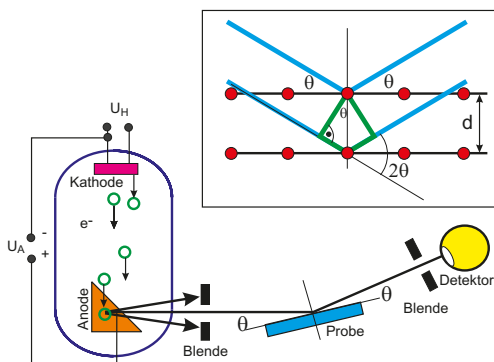 θ θ
θ
d
2θ
U_H
Kathode
e-
U_A
-
+
Anode
Blende
θ
Probe
θ
Blende
Detektor